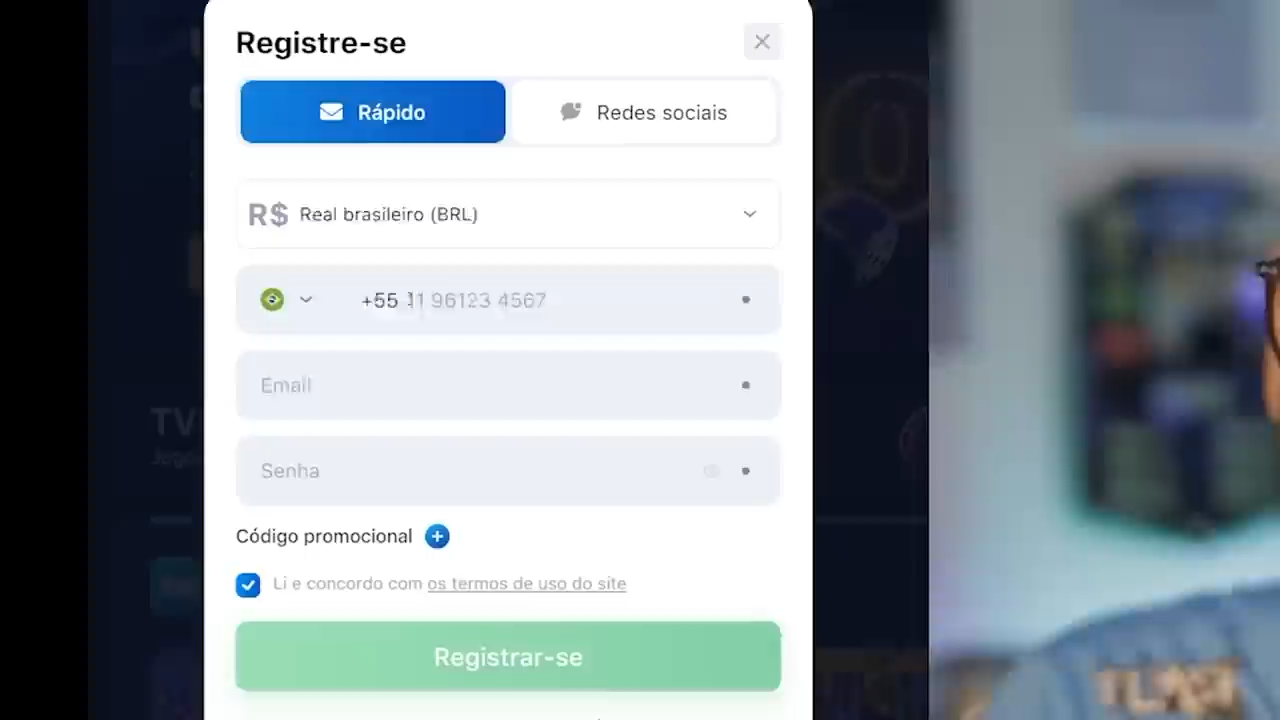 Registre-se
Rápido
Redes sociais
R$ Real brasileiro (BRL)
+55 11 96123 4567
Email
Senha
Código promocional
Li e concordo com os termos de uso do site
Registrar-se
TV